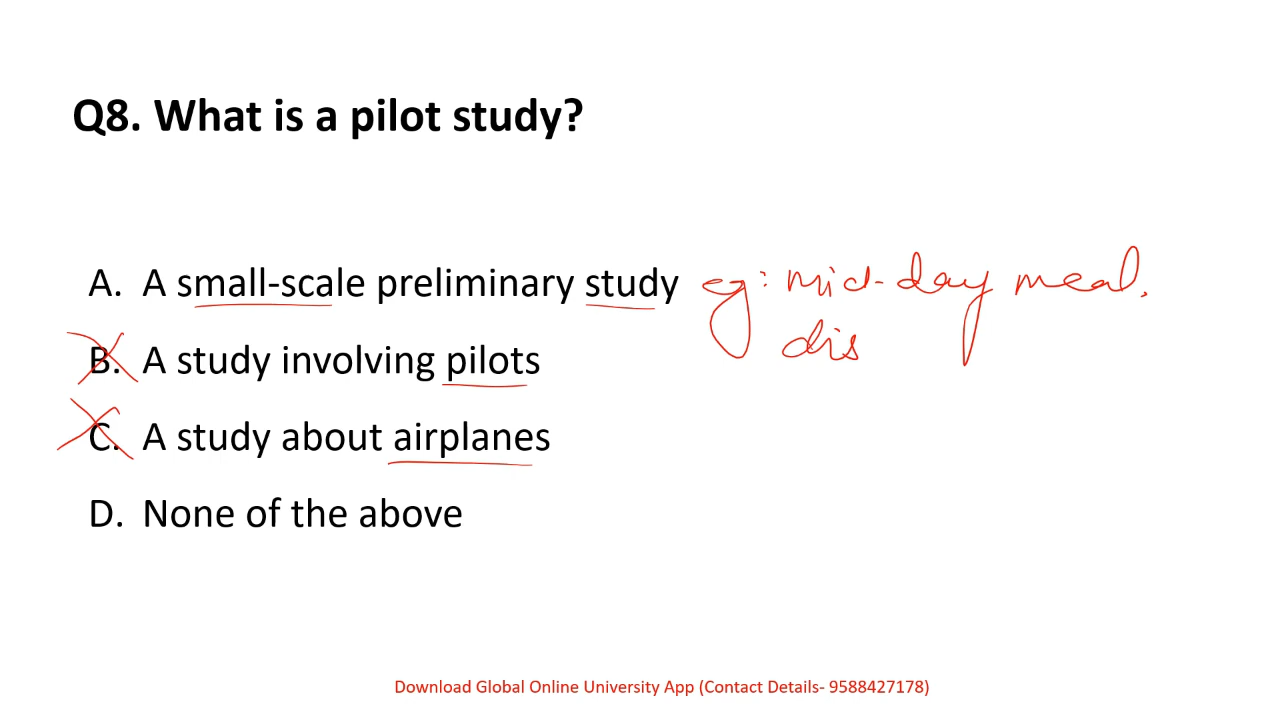 Q8. What is a pilot study?
A. A small-scale preliminary study eg: mid-day meal.
dis
B. A study involving pilots
C. A study about airplanes
D. None of the above
Download Global Online University App (Contact Details- 9588427178)